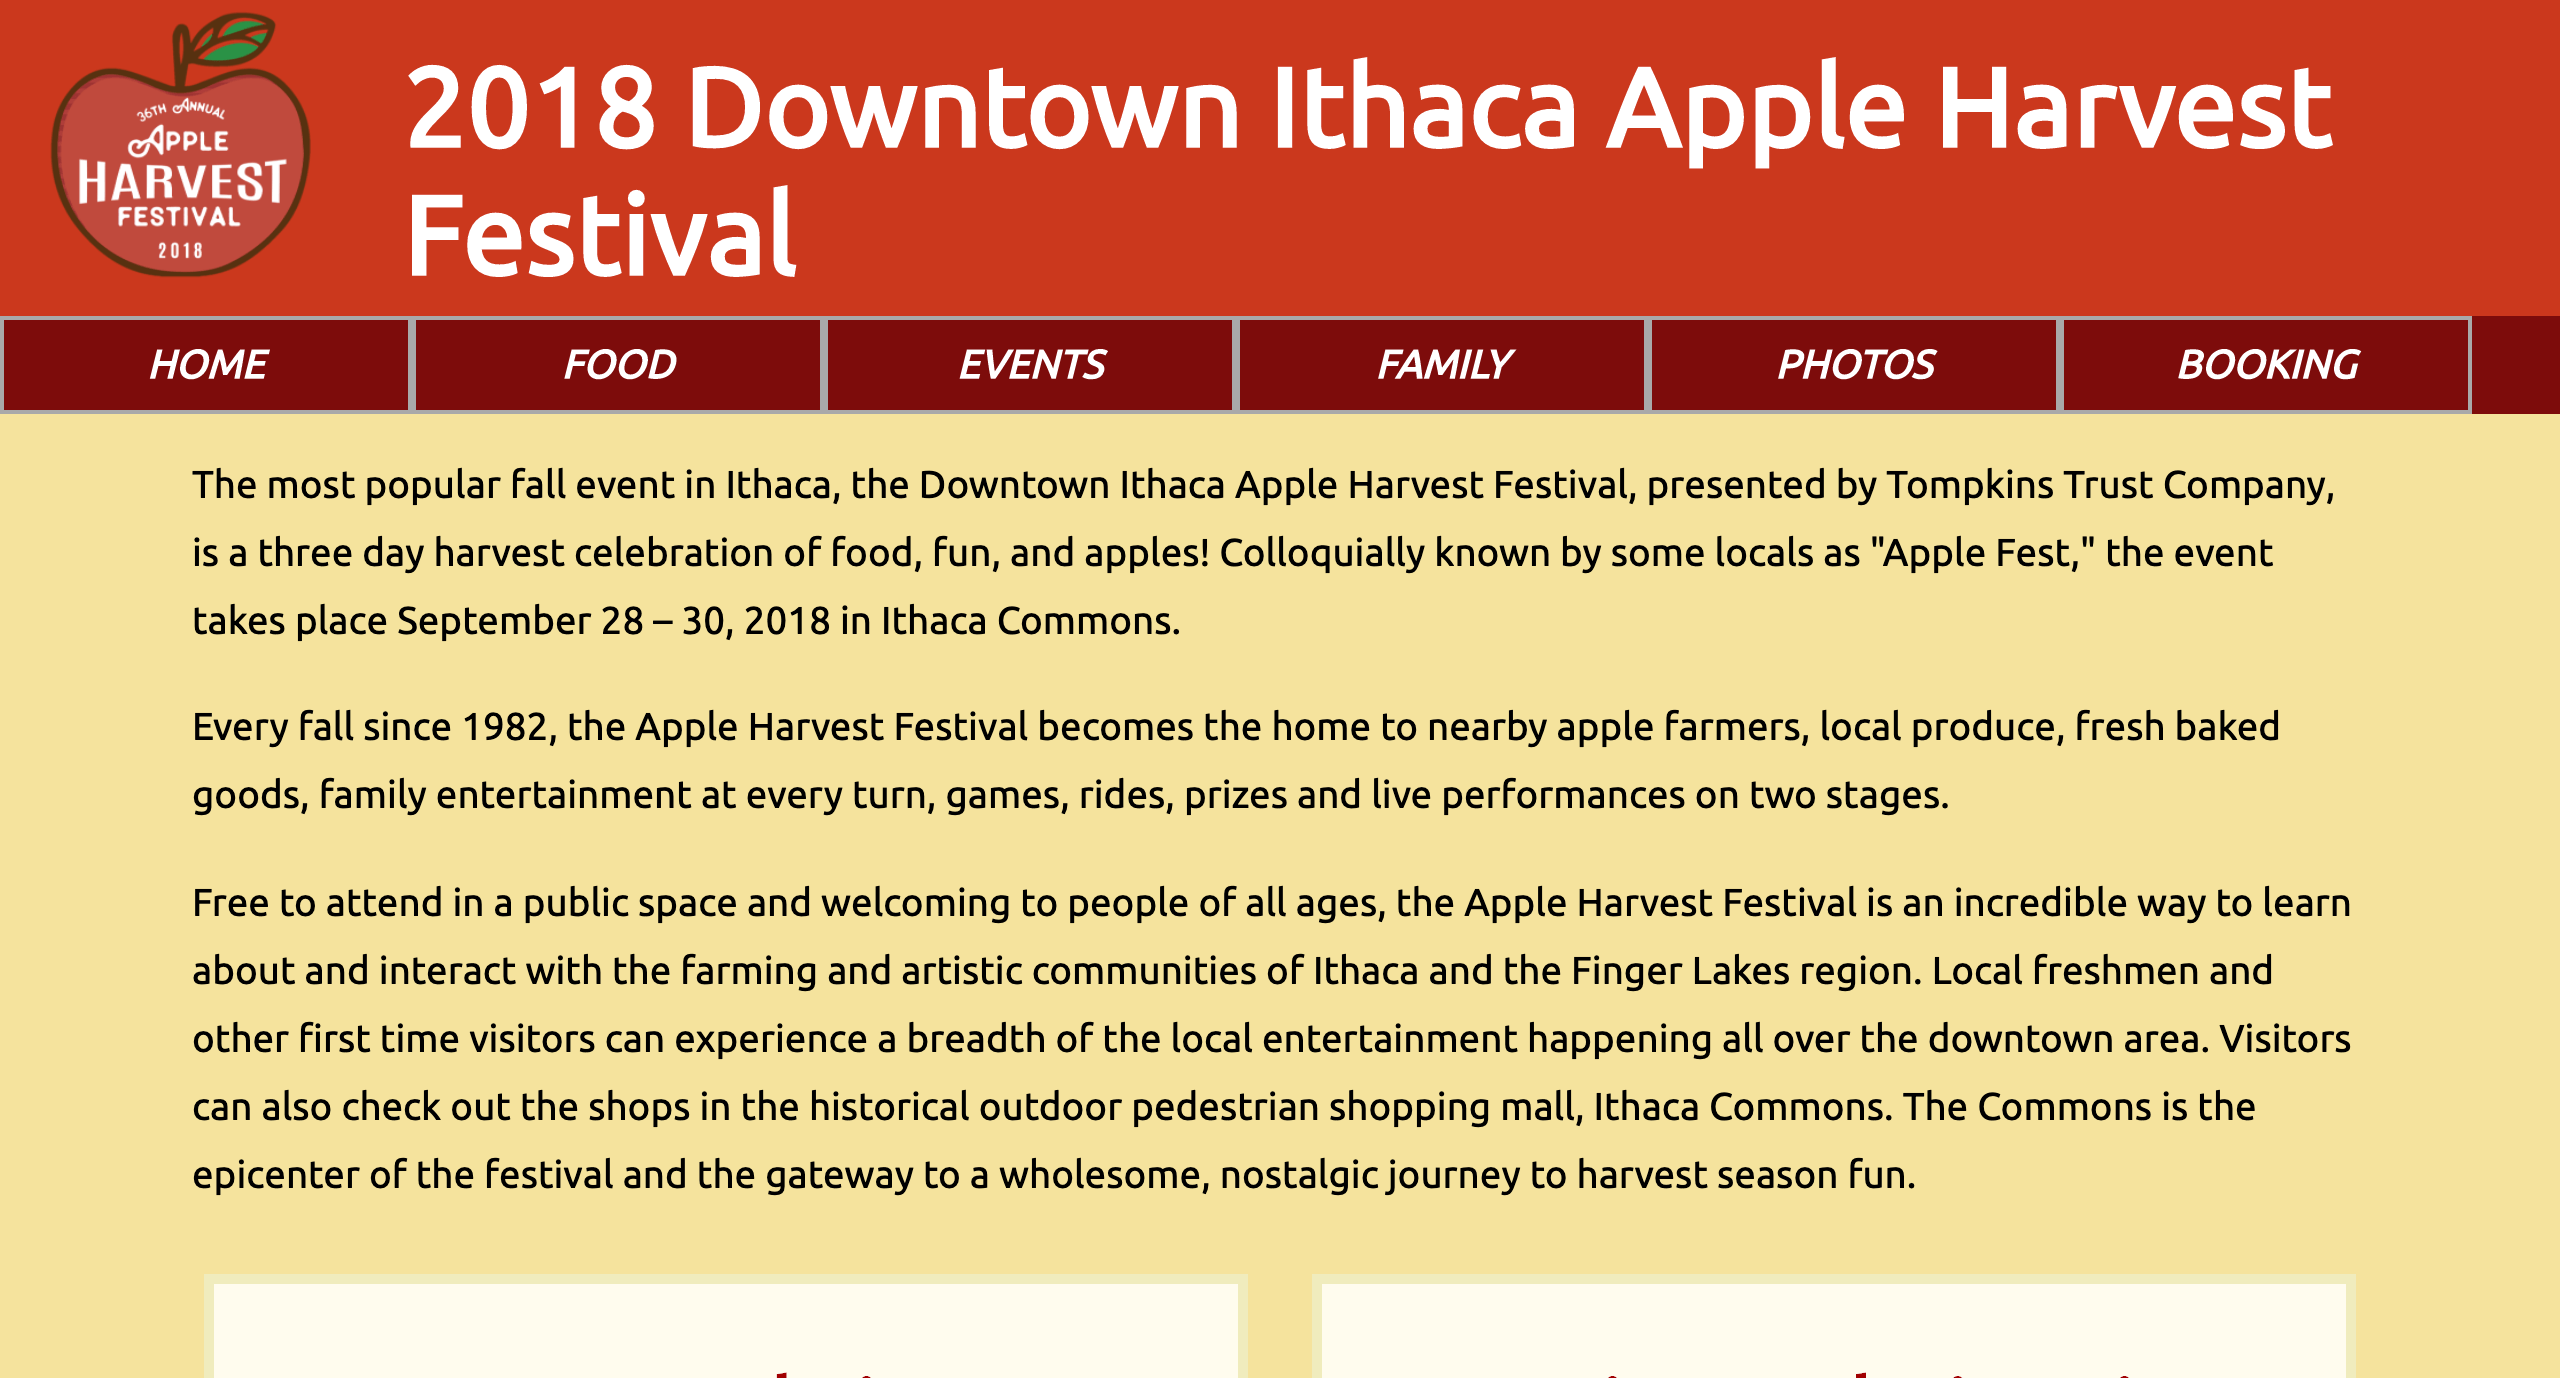 36TH ANNUAL
APPLE
HARVEST
FESTIVAL
2018
2018 Downtown Ithaca Apple Harvest
Festival
HOME
FOOD
EVENTS
FAMILY
PHOTOS
BOOKING
The most popular fall event in Ithaca, the Downtown Ithaca Apple Harvest Festival, presented by Tompkins Trust Company,
is a three day harvest celebration of food, fun, and apples! Colloquially known by some locals as "Apple Fest," the event
takes place September 28 – 30, 2018 in Ithaca Commons.
Every fall since 1982, the Apple Harvest Festival becomes the home to nearby apple farmers, local produce, fresh baked
goods, family entertainment at every turn, games, rides, prizes and live performances on two stages.
Free to attend in a public space and welcoming to people of all ages, the Apple Harvest Festival is an incredible way to learn
about and interact with the farming and artistic communities of Ithaca and the Finger Lakes region. Local freshmen and
other first time visitors can experience a breadth of the local entertainment happening all over the downtown area. Visitors
can also check out the shops in the historical outdoor pedestrian shopping mall, Ithaca Commons. The Commons is the
epicenter of the festival and the gateway to a wholesome, nostalgic journey to harvest season fun.